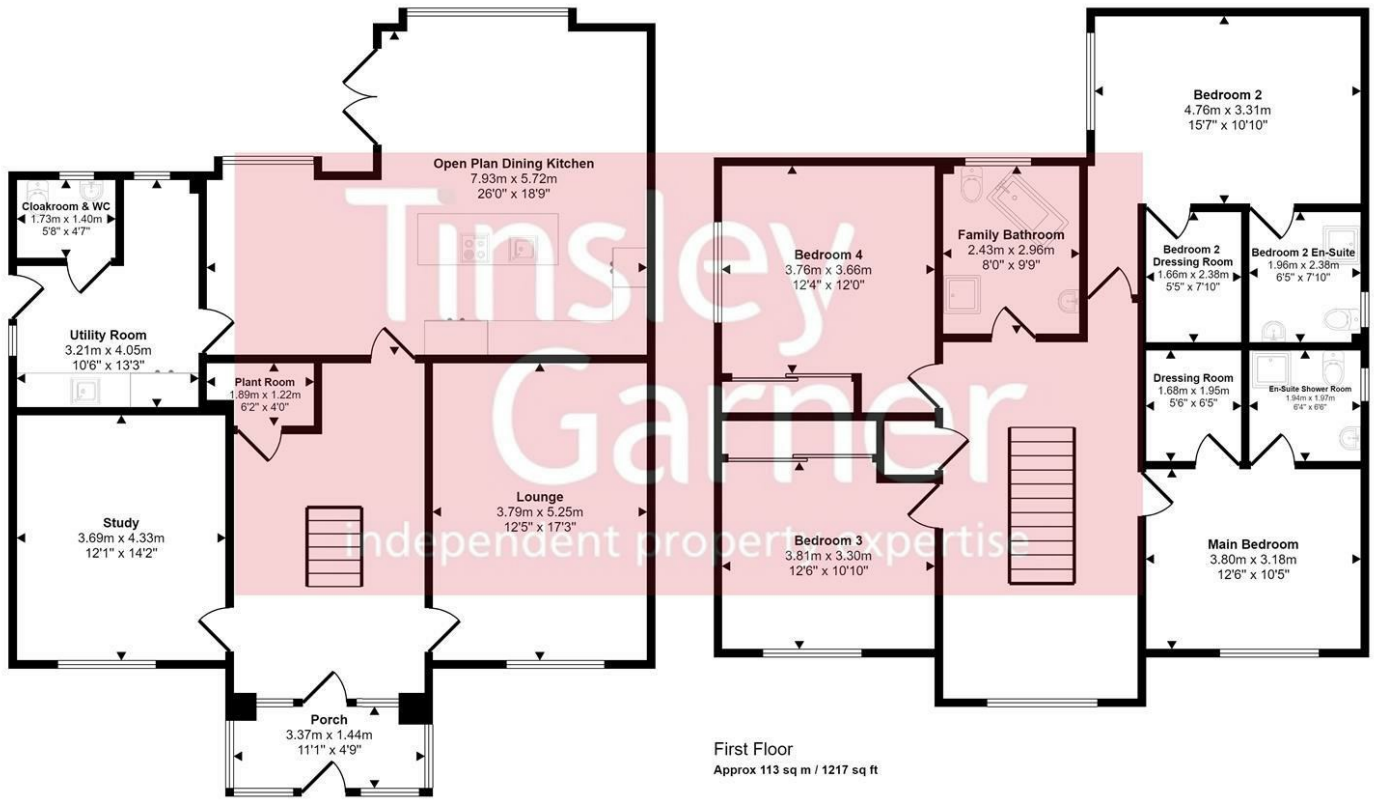 Open Plan Dining Kitchen
7.93m x 5.72m
26'0" x 18'9"
Cloakroom & WC
1.73m x 1.40m
5'8" x 4'7"
Utility Room
3.21m x 4.05m
10'6" x 13'3"
Plant Room
1.89m x 1.22m
6'2" x 4'0"
Study
3.69m x 4.33m
12'1" x 14'2"
Lounge
3.79m x 5.25m
12'5" x 17'3"
Porch
3.37m x 1.44m
11'1" x 4'9"
Bedroom 2
4.76m x 3.31m
15'7" x 10'10"
Bedroom 4
3.76m x 3.66m
12'4" x 12'0"
Family Bathroom
2.43m x 2.96m
8'0" x 9'9"
Bedroom 2
Dressing Room
1.66m x 2.38m
5'5" x 7'10"
Bedroom 2 En-Suite
1.96m x 2.38m
6'5" x 7'10"
Dressing Room
1.68m x 1.95m
5'6" x 6'5"
En-Suite Shower Room
1.94m x 1.97m
6'4" x 6'6"
Bedroom 3
3.81m x 3.30m
12'6" x 10'10"
Main Bedroom
3.80m x 3.18m
12'6" x 10'5"
First Floor
Approx 113 sq m / 1217 sq ft
Tinsley
Garner
independent property expertise